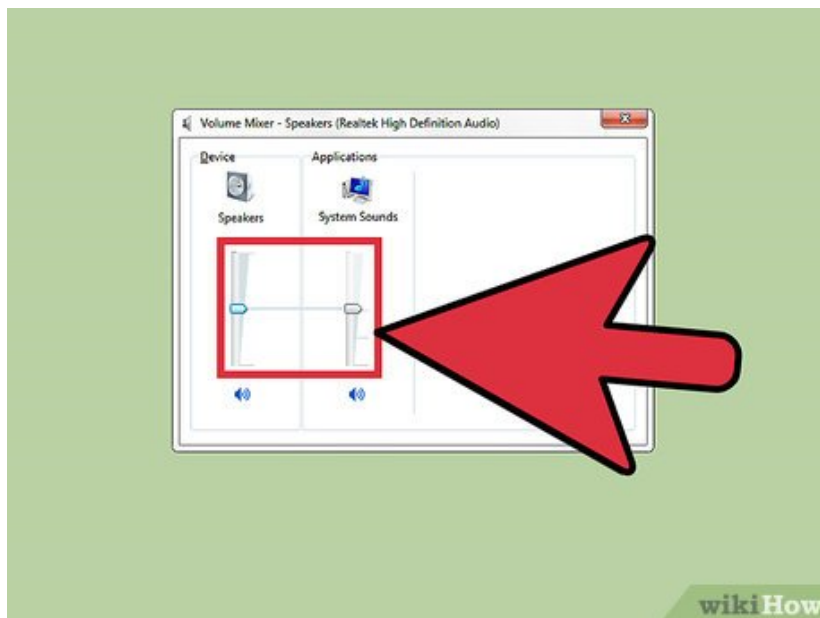 Volume Mixer - Speakers (Realtek High Definition Audio)
Device
Applications
Speakers
System Sounds
wikiHow